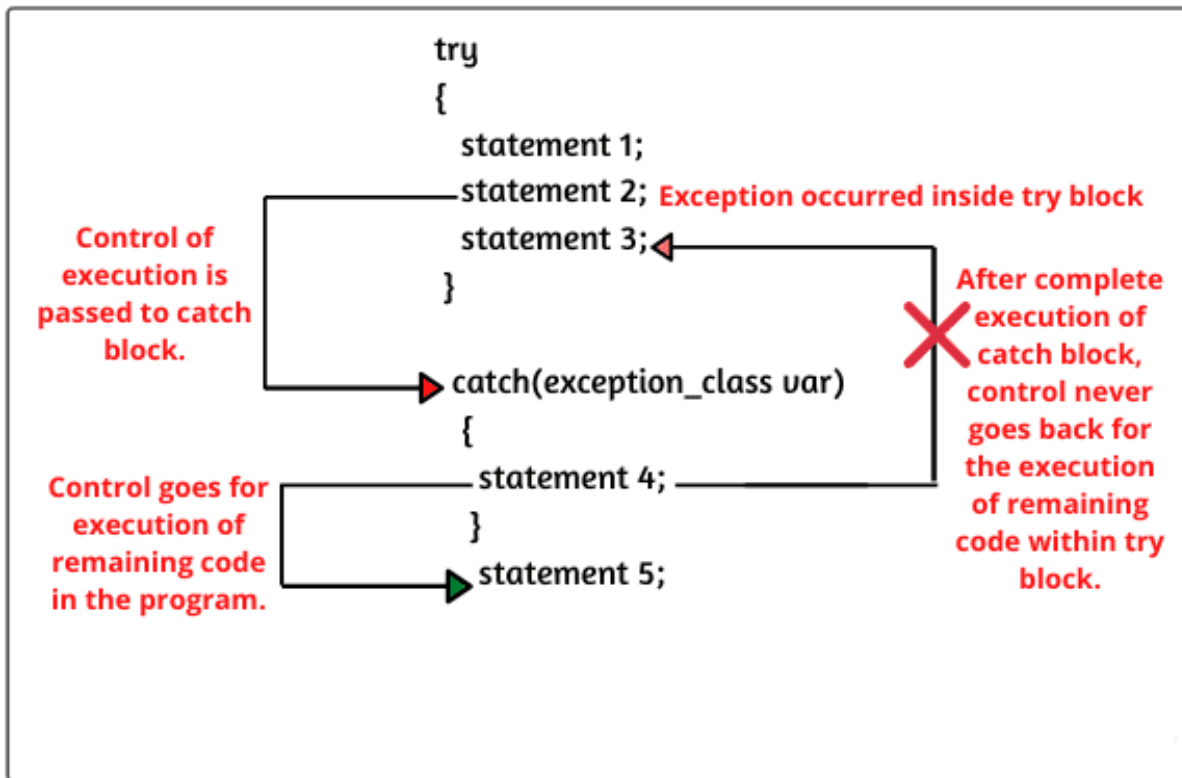 try
{
statement 1;
statement 2; Exception occurred inside try block
statement 3;
}
Control of
execution is
passed to catch
block.
After complete
execution of
catch block,
control never
goes back for
the execution
of remaining
code within try
block.
catch(exception_class var)
{
statement 4;
}
statement 5;
Control goes for
execution of
remaining code
in the program.